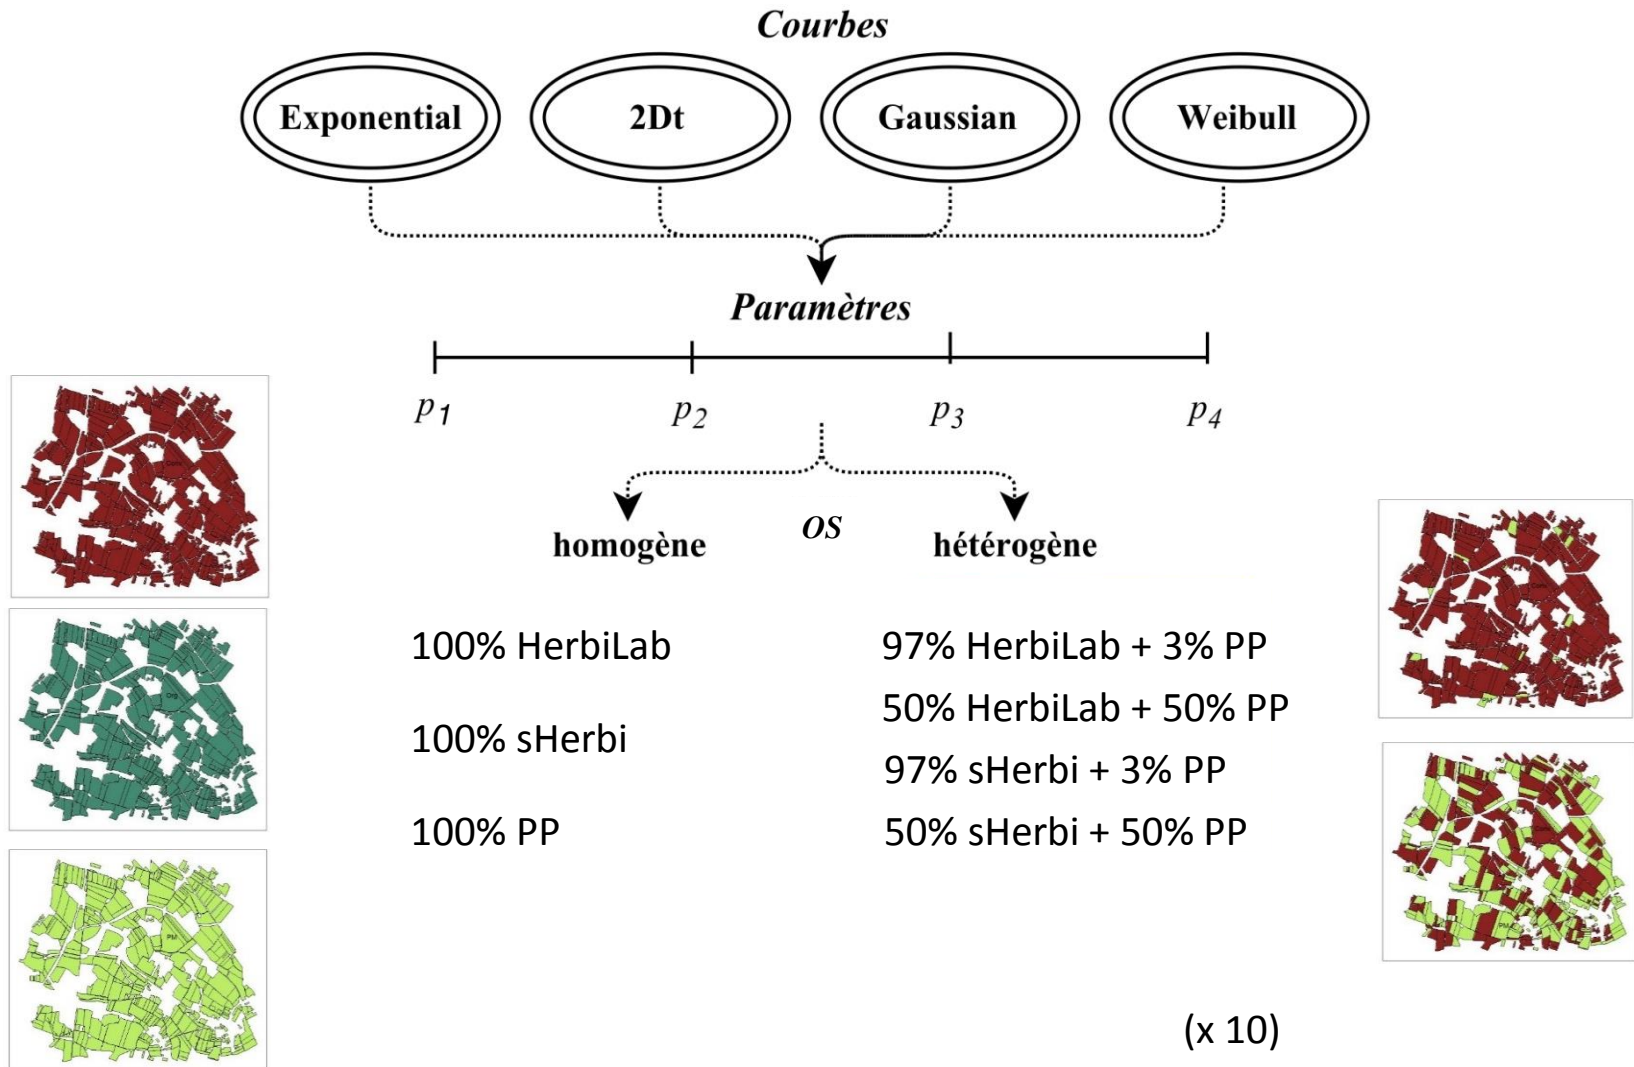 Courbes
Exponential 2Dt Gaussian Weibull
Paramètres
p1 p2 p3 p4
homogène OS hétérogène
100% HerbiLab
100% sHerbi
100% PP
97% HerbiLab + 3% PP
50% HerbiLab + 50% PP
97% sHerbi + 3% PP
50% sHerbi + 50% PP
PM
(x 10)